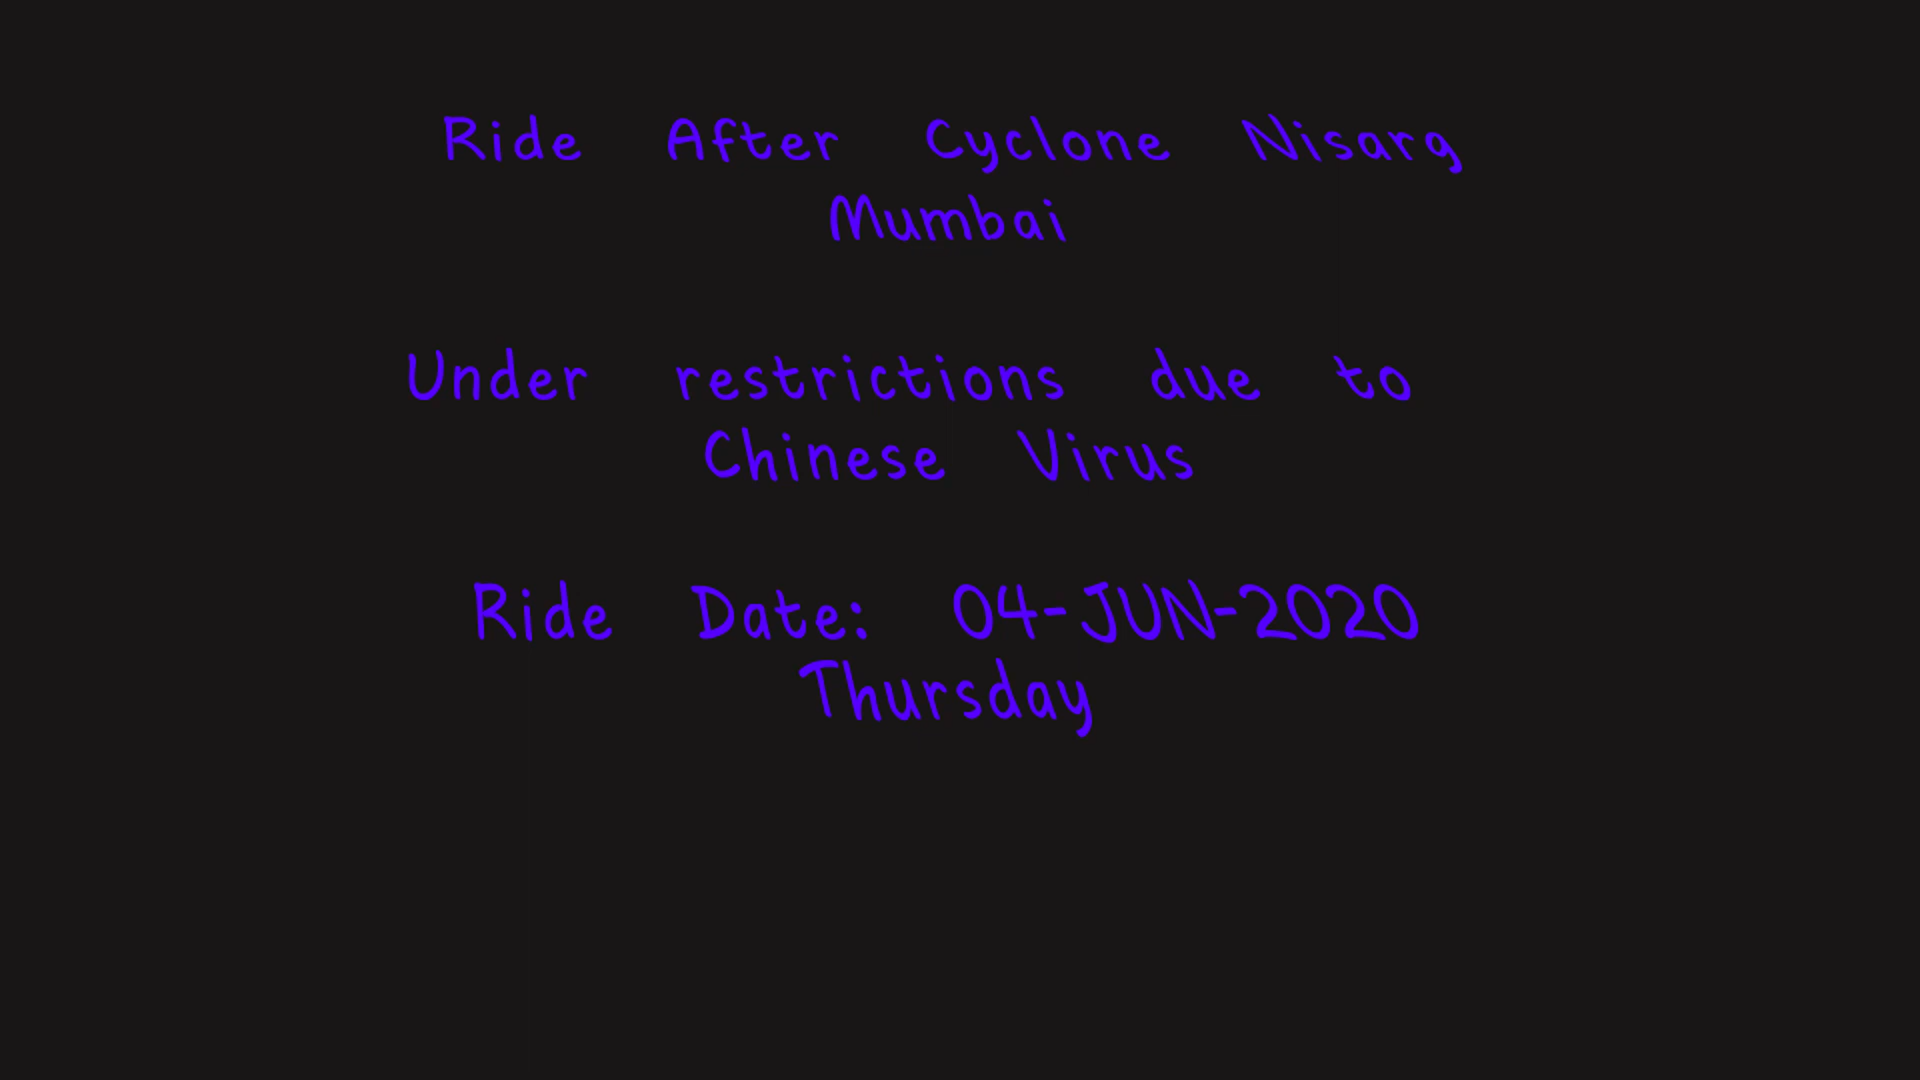 Ride After Cyclone Nisarg
Mumbai
Under restrictions due to
Chinese Virus
Ride Date: 04-JUN-2020
Thursday